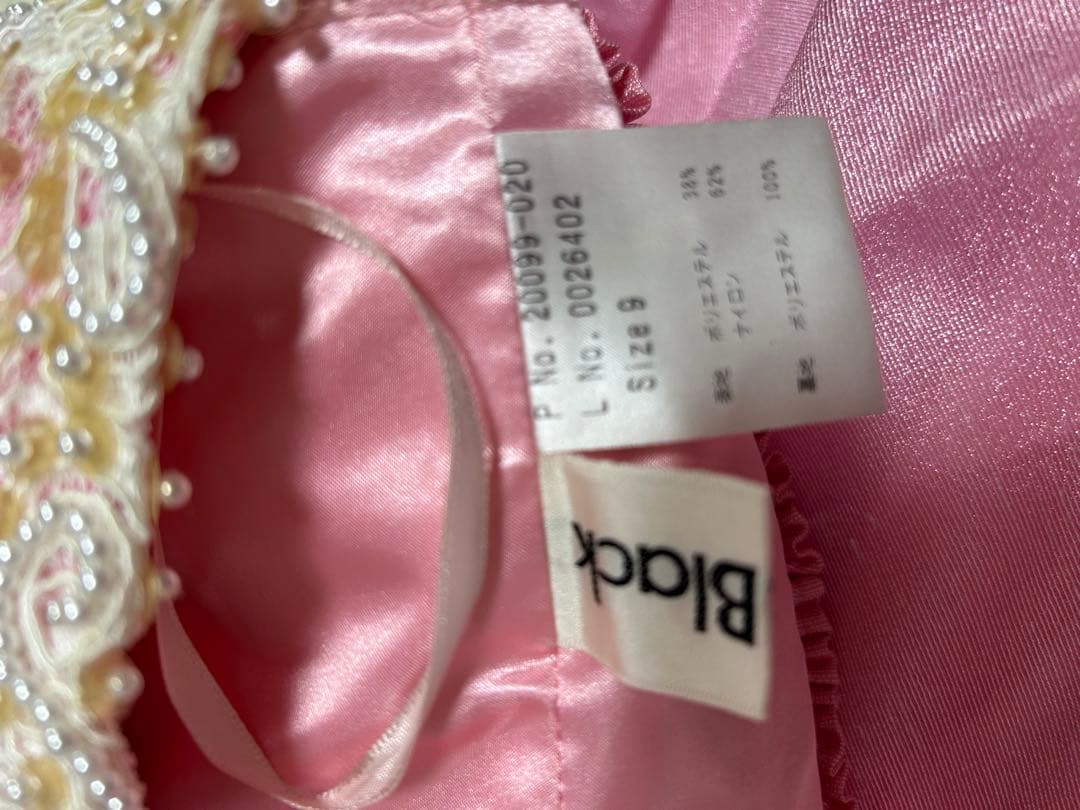 P No. 20099-020
L No. 0026402
Size 9
表地 ポリエステル 38%
ナイロン 62%
裏地 ポリエステル 100%
Black